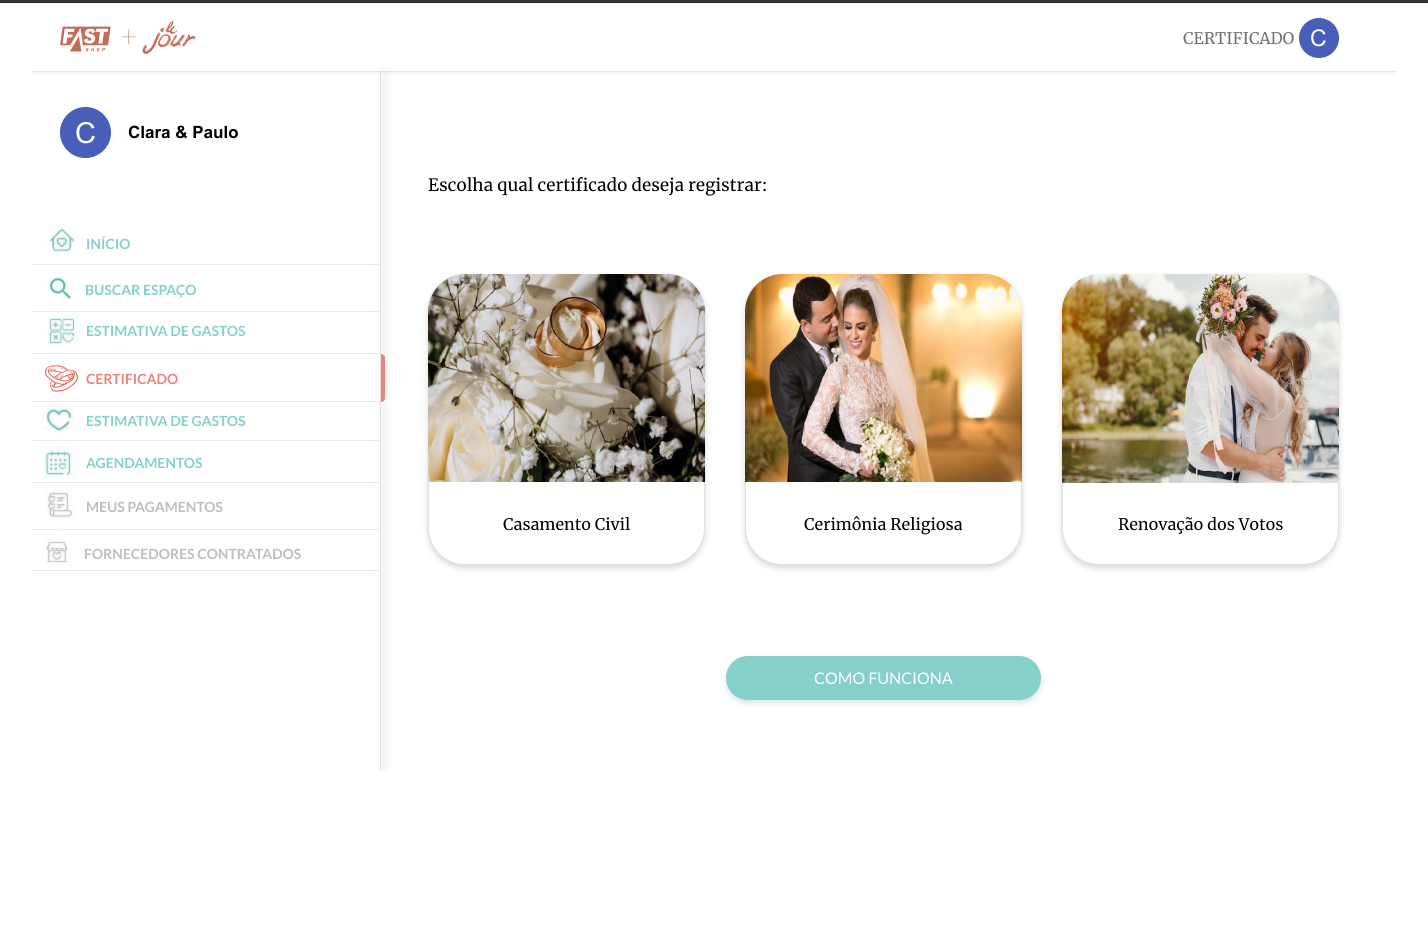 FAST SHOP + le jour
CERTIFICADO C
C Clara & Paulo
Escolha qual certificado deseja registrar:
INÍCIO
BUSCAR ESPAÇO
ESTIMATIVA DE GASTOS
CERTIFICADO
ESTIMATIVA DE GASTOS
AGENDAMENTOS
MEUS PAGAMENTOS
FORNECEDORES CONTRATADOS
Casamento Civil
Cerimônia Religiosa
Renovação dos Votos
COMO FUNCIONA